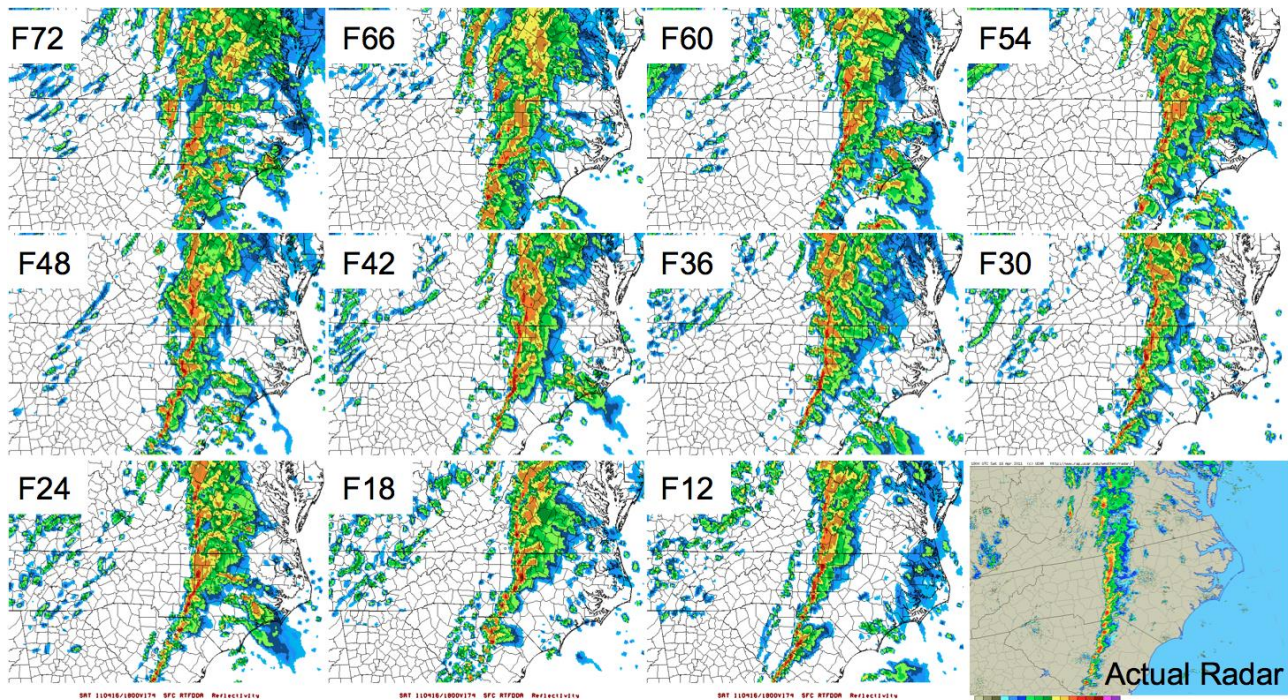 F72
F66
F60
F54
F48
F42
F36
F30
F24
F18
F12
Actual Radar
SAT 110416/1800V174 SFC RTFDDA Reflectivity
SAT 110416/1800V174 SFC RTFDDA Reflectivity
SAT 110416/1800V174 SFC RTFDDA Reflectivity